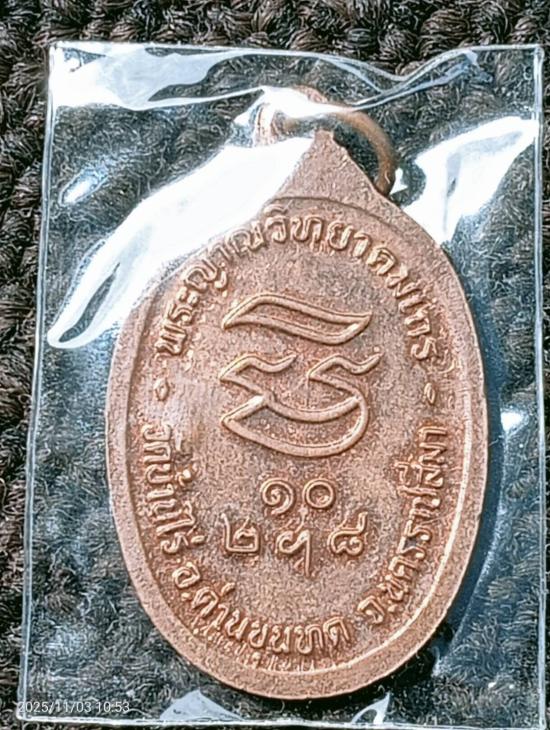 พระญาณวิทยาคมเถร
๑๐
๒ ๗ ๘
วัดบ้านไร่ อ.ด่านขุนทด จ.นครราชสีมา
2025/11/03 10:53